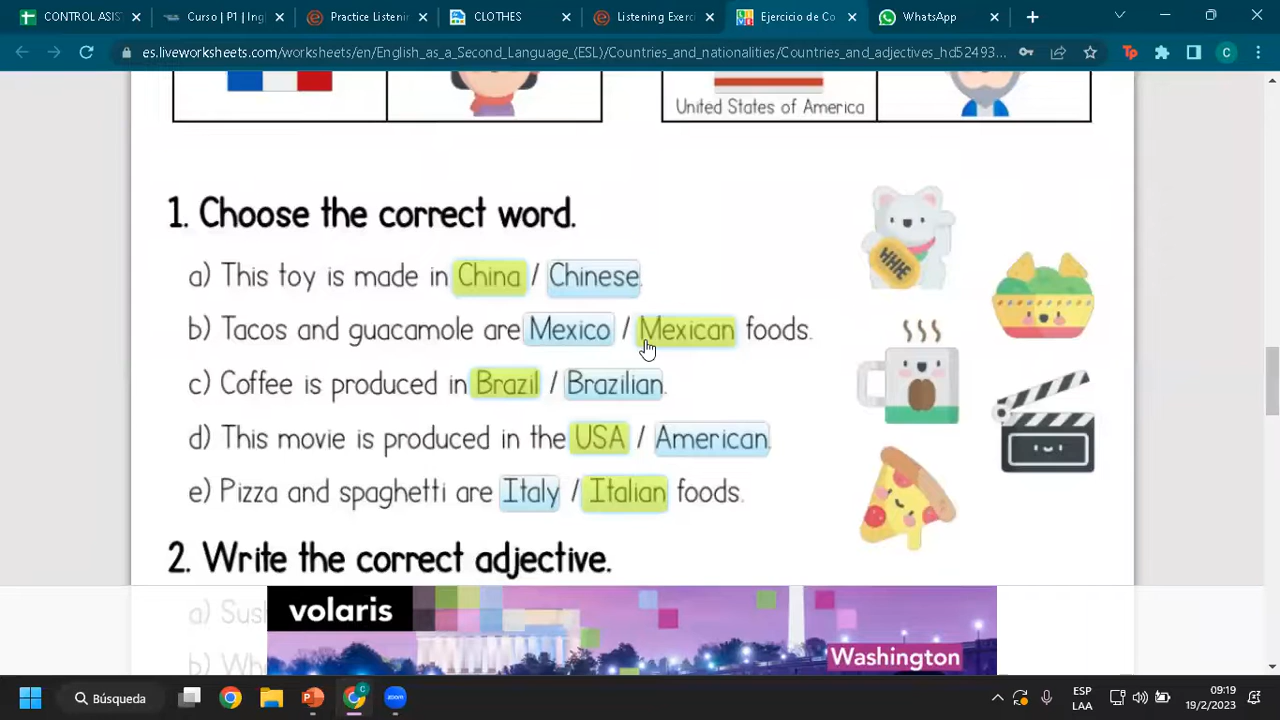 CONTROL ASIST
Curso | P1 | Ing
Practice Listenin
CLOTHES
Listening Exerci
Ejercicio de Co
WhatsApp
es.liveworksheets.com/worksheets/en/English_as_a_Second_Language_(ESL)/Countries_and_nationalities/Countries_and_adjectives_hd52493...
United States of America
1. Choose the correct word.
a) This toy is made in China / Chinese.
b) Tacos and guacamole are Mexico / Mexican foods.
c) Coffee is produced in Brazil / Brazilian.
d) This movie is produced in the USA / American.
e) Pizza and spaghetti are Italy / Italian foods.
2. Write the correct adjective.
a) Sus
b) Wh
volaris
Washington
Búsqueda
ESP
LAA
09:19
19/2/2023